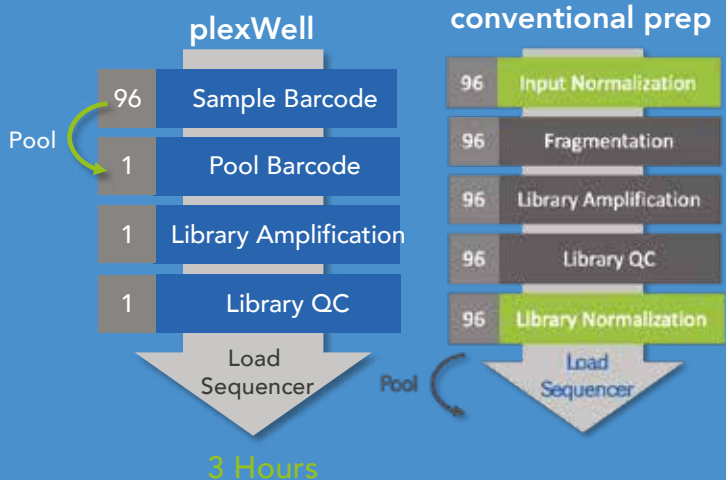 plexWell
96 Sample Barcode
Pool
1 Pool Barcode
1 Library Amplification
1 Library QC
Load
Sequencer
3 Hours
conventional prep
96 Input Normalization
96 Fragmentation
96 Library Amplification
96 Library QC
96 Library Normalization
Pool
Load
Sequencer